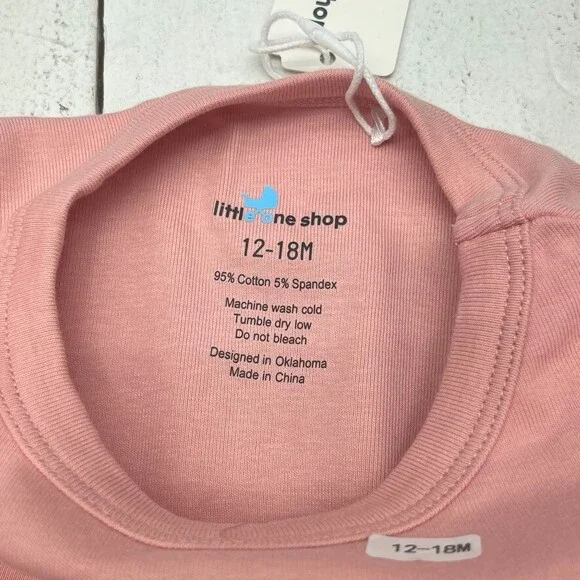 little one shop
12-18M
95% Cotton 5% Spandex
Machine wash cold
Tumble dry low
Do not bleach
Designed in Oklahoma
Made in China
12-18M